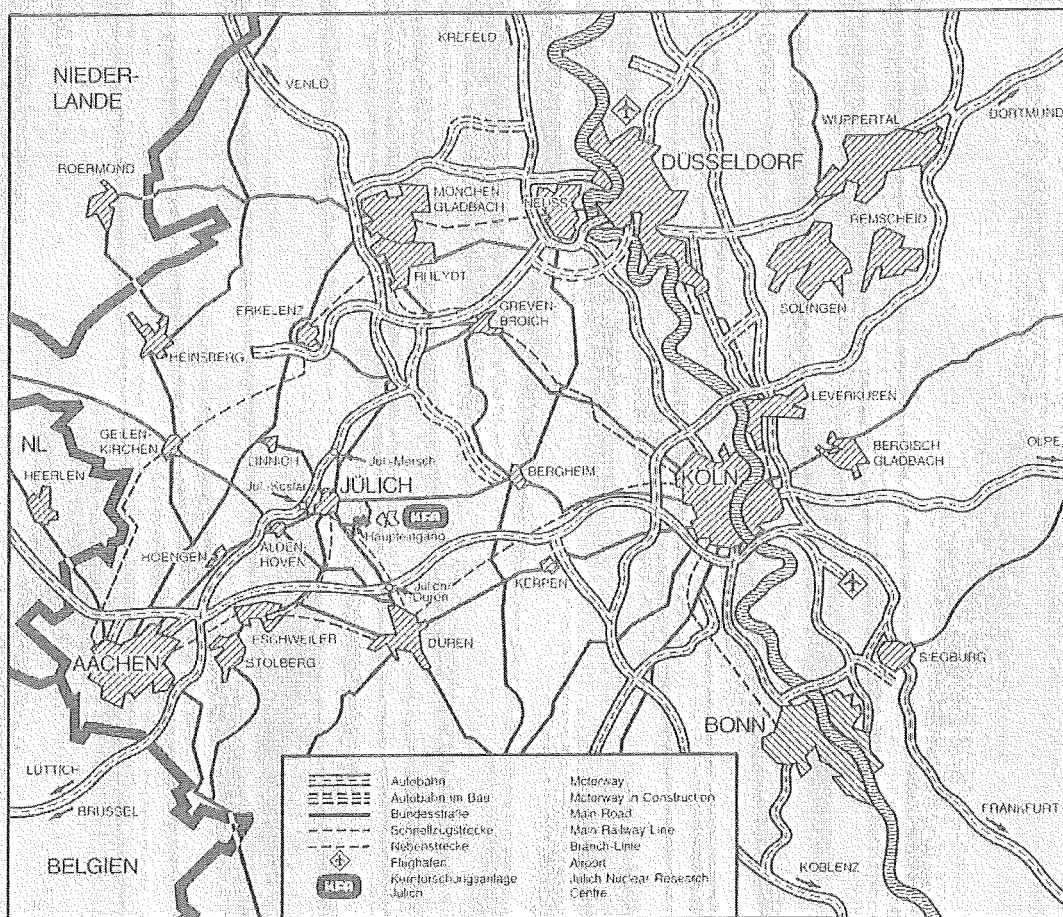 KREFELD
NIEDER-
LANDE
VENLO
DORTMUND
WUPPERTAL
DÜSSELDORF
ROERMOND
MÖNCHEN
GLADBACH
NEUSS
REMSCHEID
RHEYDT
SOLINGEN
ERKELENZ
GREVEN-
BROICH
HEINSBERG
LEVERKUSEN
NL
GEILEN-
KIRCHEN
LINNICH
Jül.-Mersch
BERGHEIM
BERGISCH
GLADBACH
OLPE
HEERLEN
KÖLN
Jül.-Koslar
JÜLICH
KFA
Haupteingang
HOENGEN
ALDEN-
HOVEN
KERPEN
Jülich/
Düren
DÜREN
ESCHWEILER
STOLBERG
AACHEN
SIEGBURG
BONN
LÜTTICH
BRÜSSEL
FRANKFURT
BELGIEN
KOBLENZ
Autobahn Motorway
Autobahn im Bau Motorway in Construction
Bundesstraße Main Road
Schnellzugstrecke Main Railway Line
Nebenstrecke Branch-Line
Flughafen Airport
KFA Kernforschungsanlage Jülich Nuclear Research
Jülich Centre